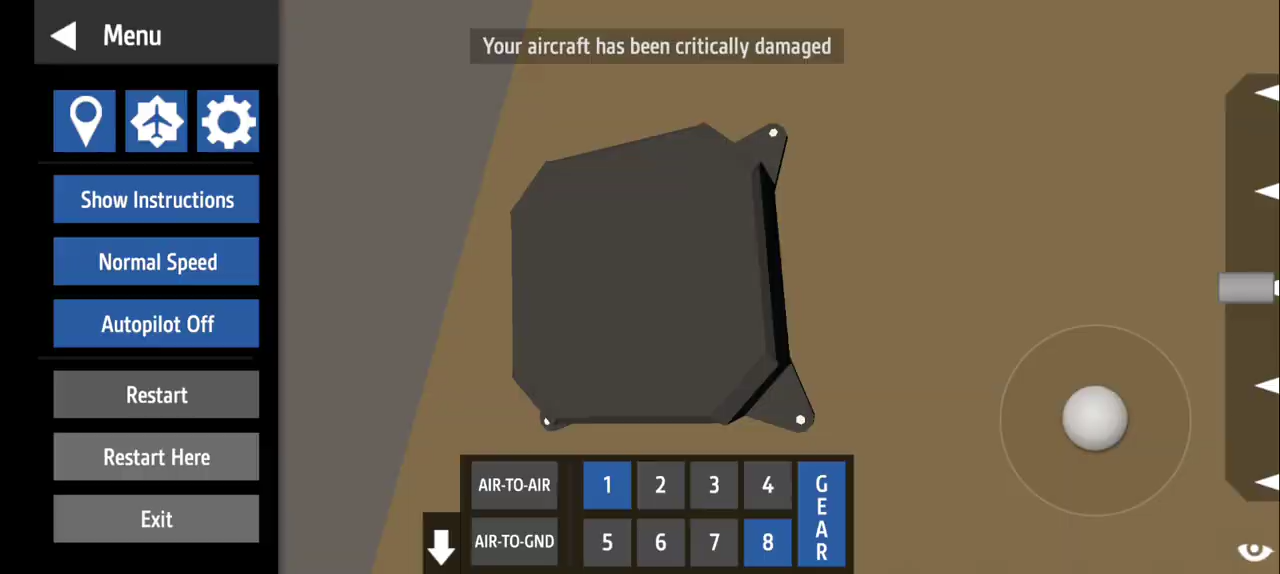 Menu
Your aircraft has been critically damaged
Show Instructions
Normal Speed
Autopilot Off
Restart
Restart Here
Exit
AIR-TO-AIR
1 2 3 4
AIR-TO-GND
5 6 7 8
GEAR